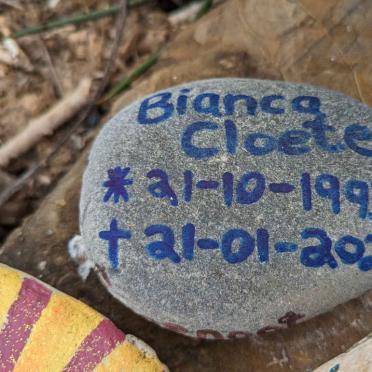 Bianca
Cloete
* 21-10-199
† 21-01-202